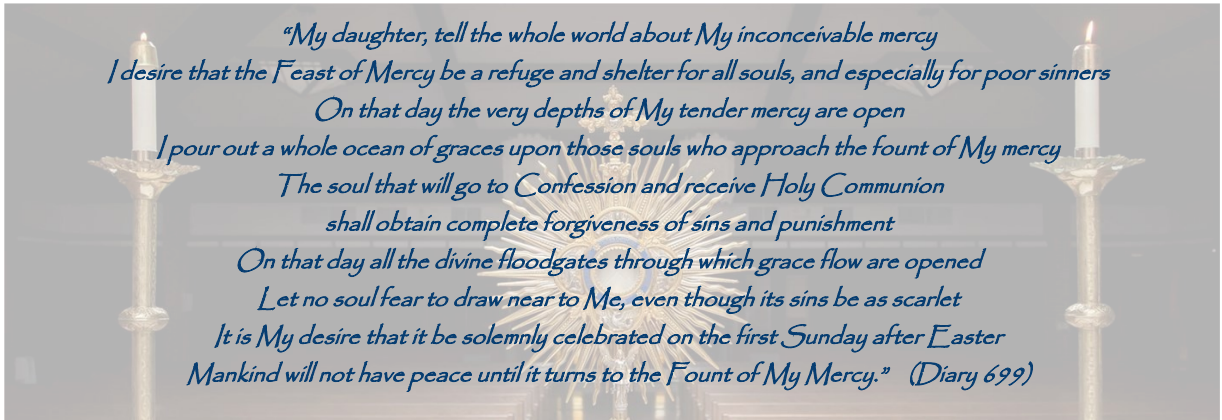 “My daughter, tell the whole world about My inconceivable mercy
I desire that the Feast of Mercy be a refuge and shelter for all souls, and especially for poor sinners
On that day the very depths of My tender mercy are open
I pour out a whole ocean of graces upon those souls who approach the fount of My mercy
The soul that will go to Confession and receive Holy Communion
shall obtain complete forgiveness of sins and punishment
On that day all the divine floodgates through which grace flow are opened
Let no soul fear to draw near to Me, even though its sins be as scarlet
It is My desire that it be solemnly celebrated on the first Sunday after Easter
Mankind will not have peace until it turns to the Fount of My Mercy.” (Diary 699)